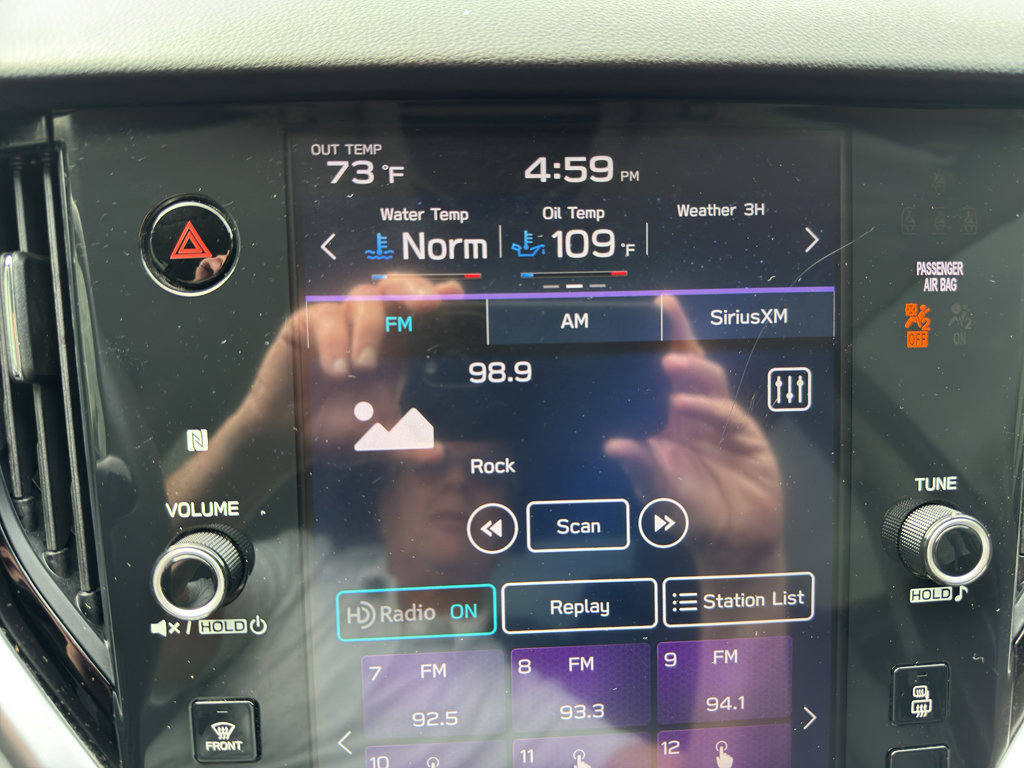 OUT TEMP
73 °F
4:59 PM
Water Temp
Norm
Oil Temp
109 °F
Weather 3H
PASSENGER
AIR BAG
OFF
ON
FM
AM
SiriusXM
98.9
Rock
Scan
VOLUME
TUNE
HOLD
/ HOLD
HD Radio ON
Replay
Station List
7 FM
92.5
8 FM
93.3
9 FM
94.1
10
11
12
FRONT